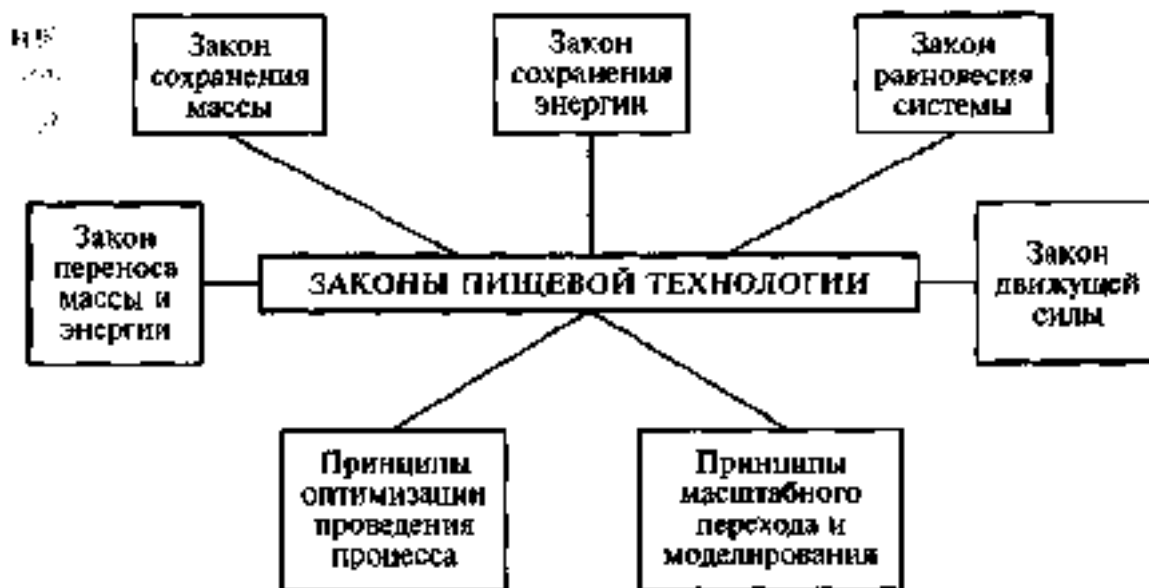 Закон
сохранения
массы
Закон
сохранения
энергии
Закон
равновесия
системы
Закон
переноса
массы и
энергии
ЗАКОНЫ ПИЩЕВОЙ ТЕХНОЛОГИИ
Закон
движущей
силы
Принципы
оптимизации
проведения
процесса
Принципы
масштабного
перехода и
моделирования